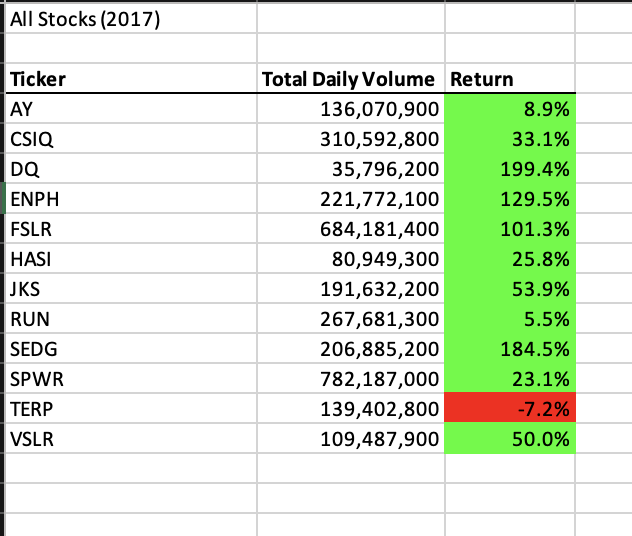 All Stocks (2017)
Ticker Total Daily Volume Return
AY 136,070,900 8.9%
CSIQ 310,592,800 33.1%
DQ 35,796,200 199.4%
ENPH 221,772,100 129.5%
FSLR 684,181,400 101.3%
HASI 80,949,300 25.8%
JKS 191,632,200 53.9%
RUN 267,681,300 5.5%
SEDG 206,885,200 184.5%
SPWR 782,187,000 23.1%
TERP 139,402,800 -7.2%
VSLR 109,487,900 50.0%